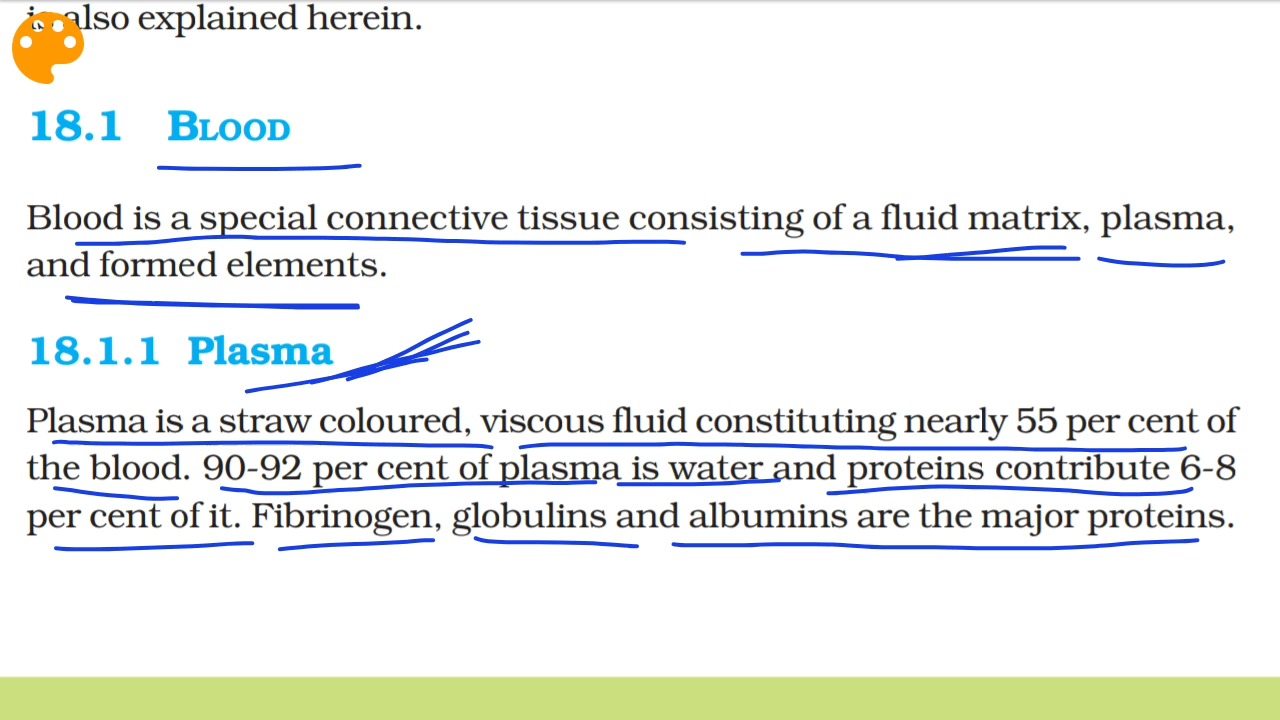 is also explained herein.
18.1 BLOOD
Blood is a special connective tissue consisting of a fluid matrix, plasma,
and formed elements.
18.1.1 Plasma
Plasma is a straw coloured, viscous fluid constituting nearly 55 per cent of
the blood. 90-92 per cent of plasma is water and proteins contribute 6-8
per cent of it. Fibrinogen, globulins and albumins are the major proteins.